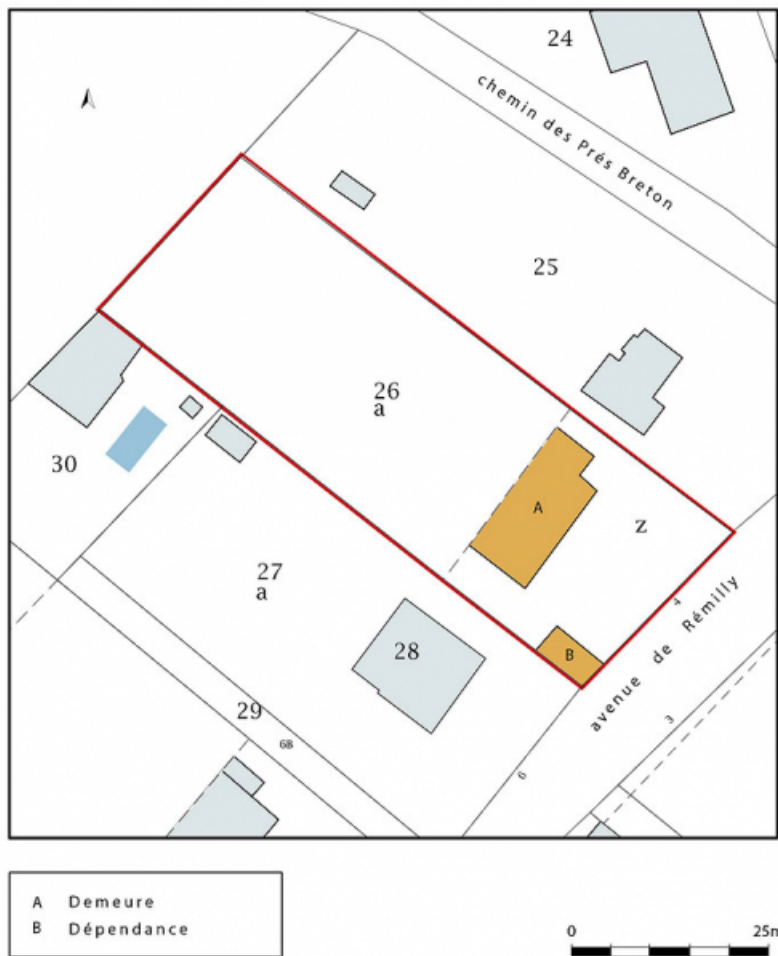 24
chemin des Prés Breton
25
26
a
A
z
30
27
a
4
28
B
avenue de Rémilly
29
6B
3
6
A Demeure
B Dépendance
0 25m